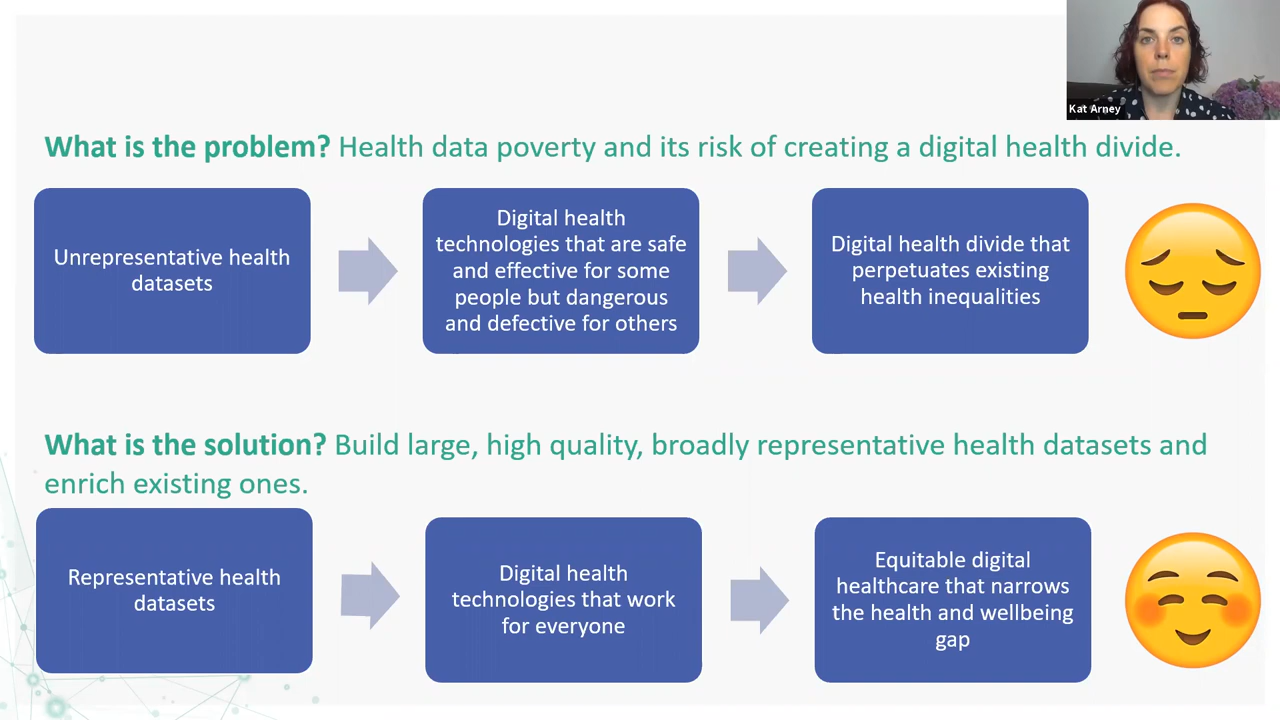 Kat Arney
What is the problem? Health data poverty and its risk of creating a digital health divide.
Unrepresentative health
datasets
Digital health
technologies that are safe
and effective for some
people but dangerous
and defective for others
Digital health divide that
perpetuates existing
health inequalities
What is the solution? Build large, high quality, broadly representative health datasets and
enrich existing ones.
Representative health
datasets
Digital health
technologies that work
for everyone
Equitable digital
healthcare that narrows
the health and wellbeing
gap